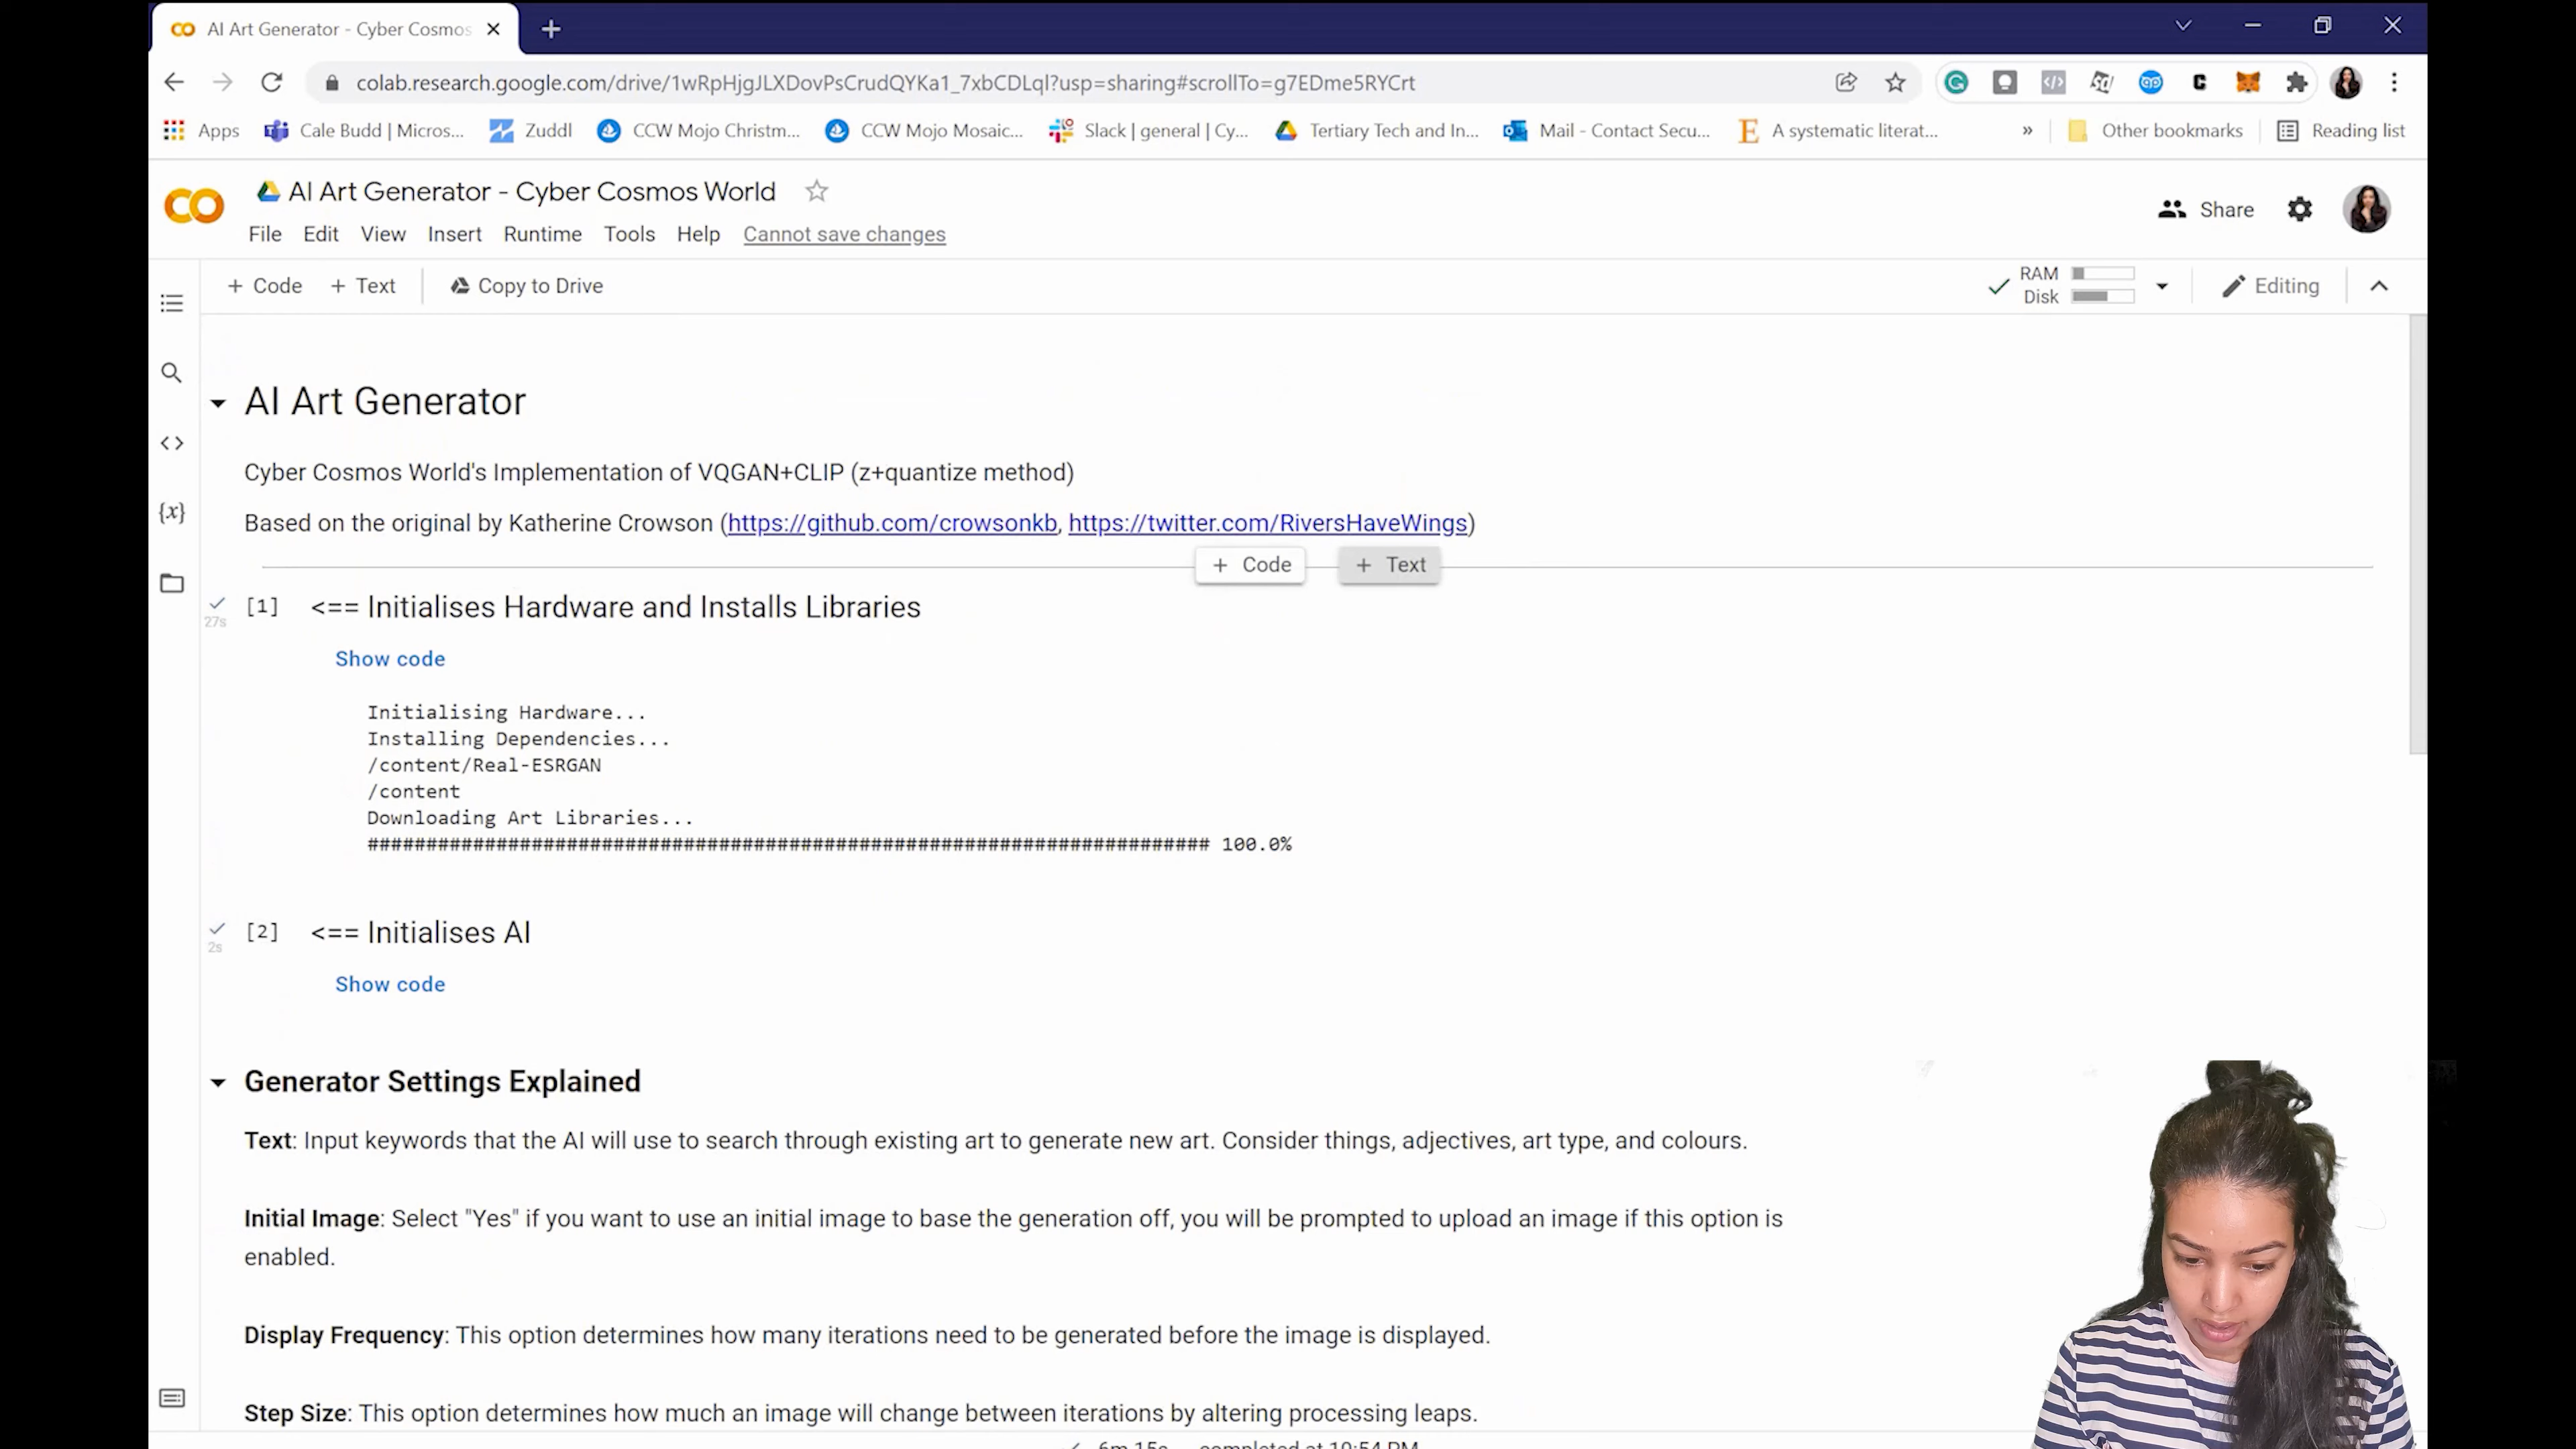 AI Art Generator - Cyber Cosmos
colab.research.google.com/drive/1wRpHjgJLXDovPsCrudQYKa1_7xbCDLql?usp=sharing#scrollTo=g7EDme5RYCrt
Apps Cale Budd | Micros... Zuddl CCW Mojo Christm... CCW Mojo Mosaic... Slack | general | Cy... Tertiary Tech and In... Mail - Contact Secu... A systematic literat... » Other bookmarks Reading list
AI Art Generator - Cyber Cosmos World
Share
File Edit View Insert Runtime Tools Help Cannot save changes
+ Code + Text Copy to Drive
RAM
Disk
Editing
AI Art Generator
Cyber Cosmos World's Implementation of VQGAN+CLIP (z+quantize method)
Based on the original by Katherine Crowson (https://github.com/crowsonkb, https://twitter.com/RiversHaveWings)
+ Code + Text
[1] <== Initialises Hardware and Installs Libraries
27s
Show code
Initialising Hardware...
Installing Dependencies...
/content/Real-ESRGAN
/content
Downloading Art Libraries...
######################################################################## 100.0%
[2] <== Initialises AI
2s
Show code
Generator Settings Explained
Text: Input keywords that the AI will use to search through existing art to generate new art. Consider things, adjectives, art type, and colours.
Initial Image: Select "Yes" if you want to use an initial image to base the generation off, you will be prompted to upload an image if this option is
enabled.
Display Frequency: This option determines how many iterations need to be generated before the image is displayed.
Step Size: This option determines how much an image will change between iterations by altering processing leaps.
6m 15s completed at 10:54 PM